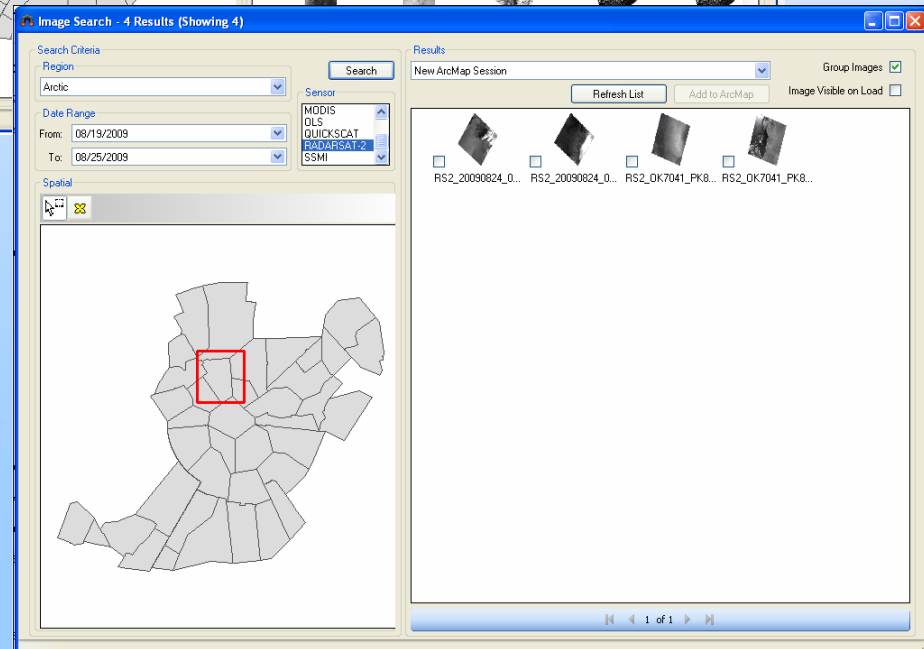 Image Search - 4 Results (Showing 4)
Search Criteria
Region
Arctic
Search
Date Range
From: 08/19/2009
To: 08/25/2009
Sensor
MODIS
OLS
QUICKSCAT
RADARSAT-2
SSMI
Spatial
Results
New ArcMap Session
Group Images
Refresh List
Add to ArcMap
Image Visible on Load
RS2_20090824_0...
RS2_20090824_0...
RS2_OK7041_PK8...
RS2_OK7041_PK8...
1 of 1